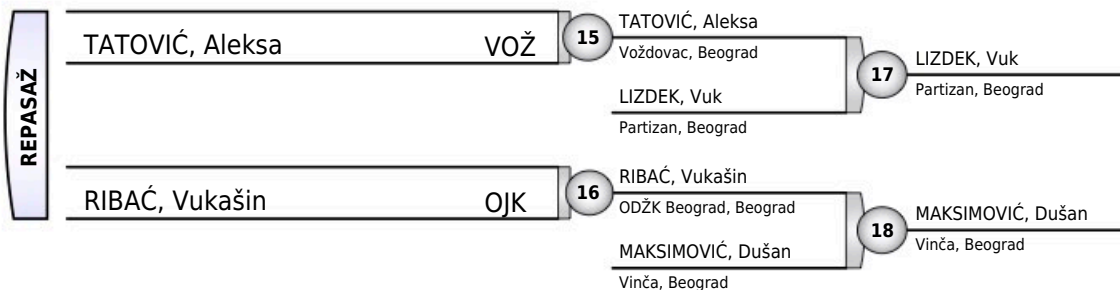 REPASAŽ
TATOVIĆ, Aleksa VOŽ
15
TATOVIĆ, Aleksa
Voždovac, Beograd
LIZDEK, Vuk
Partizan, Beograd
17
LIZDEK, Vuk
Partizan, Beograd
RIBAĆ, Vukašin OJK
16
RIBAĆ, Vukašin
ODŽK Beograd, Beograd
MAKSIMOVIĆ, Dušan
Vinča, Beograd
18
MAKSIMOVIĆ, Dušan
Vinča, Beograd